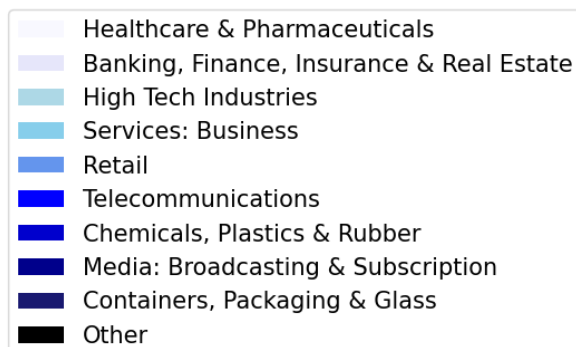 Healthcare & Pharmaceuticals
Banking, Finance, Insurance & Real Estate
High Tech Industries
Services: Business
Retail
Telecommunications
Chemicals, Plastics & Rubber
Media: Broadcasting & Subscription
Containers, Packaging & Glass
Other